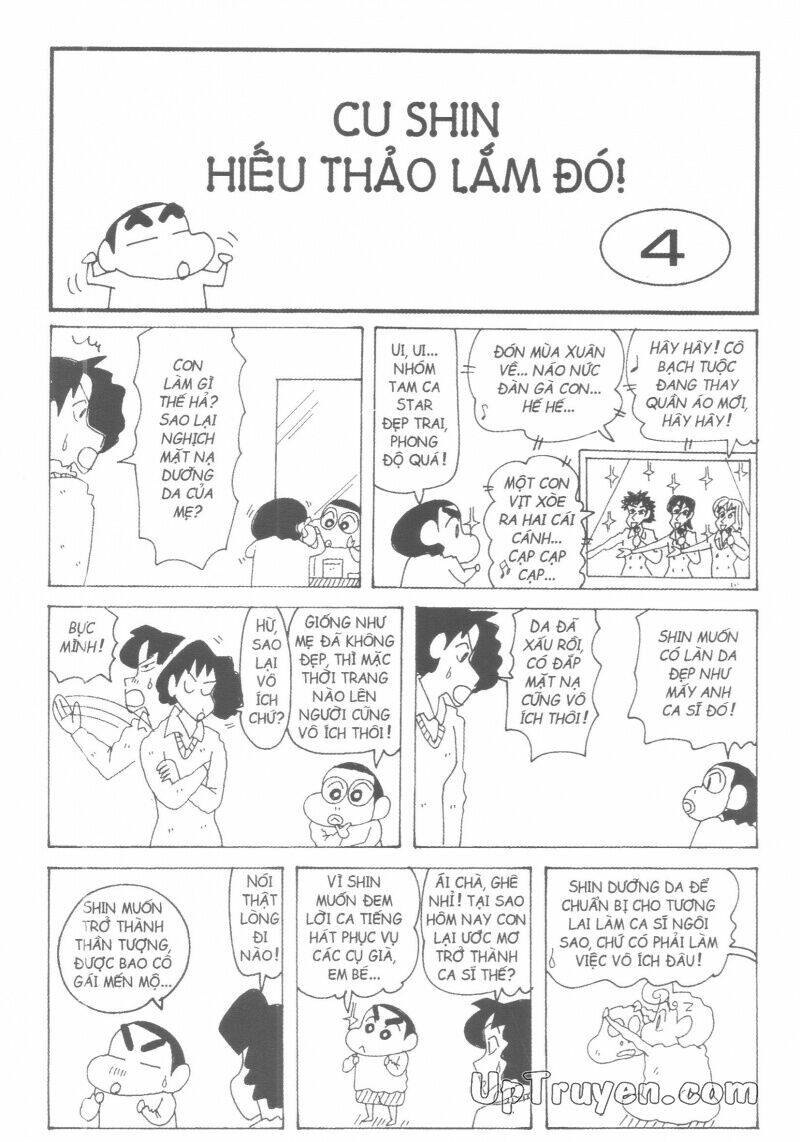 CU SHIN
HIẾU THẢO LẮM ĐÓ!
4
HÂY HÂY! CÔ
BẠCH TUỘC
ĐANG THAY
QUẦN ÁO MỚI,
HÂY HÂY!
ĐÓN MÙA XUÂN
VỀ... NÁO NỨC
ĐÀN GÀ CON...
HẾ HẾ...
MỘT CON
VỊT XÒE
RA HAI CÁI
CÁNH...
CẠP CẠP
CẠP...
UI, UI...
NHÓM
TAM CA
STAR
ĐẸP TRAI,
PHONG
ĐỘ QUÁ!
CON
LÀM GÌ
THẾ HẢ?
SAO LẠI
NGHỊCH
MẶT NẠ
DƯỠNG
DA CỦA
MẸ?
SHIN MUỐN
CÓ LÀN DA
ĐẸP NHƯ
MẤY ANH
CA SĨ ĐÓ!
DA ĐÃ
XẤU RỒI,
CÓ ĐẮP
MẶT NẠ
CŨNG VÔ
ÍCH THÔI!
GIỐNG NHƯ
MẸ ĐÃ KHÔNG
ĐẸP, THÌ MẶC
THỜI TRANG
NÀO LÊN
NGƯỜI CŨNG
VÔ ÍCH THÔI!
HỪ,
SAO
LẠI
VÔ
ÍCH
CHỨ?
BỰC
MÌNH!
SHIN DƯỠNG DA ĐỂ
CHUẨN BỊ CHO TƯƠNG
LAI LÀM CA SĨ NGÔI
SAO, CHỨ CÓ PHẢI LÀM
VIỆC VÔ ÍCH ĐÂU!
ÁI CHÀ, GHÊ
NHỈ! TẠI SAO
HÔM NAY CON
LẠI ƯỚC MƠ
TRỞ THÀNH
CA SĨ THẾ?
VÌ SHIN
MUỐN ĐEM
LỜI CA TIẾNG
HÁT PHỤC VỤ
CÁC CỤ GIÀ,
EM BÉ...
NÓI
THẬT
LÒNG
ĐI
NÀO!
SHIN MUỐN
TRỞ THÀNH
THẦN TƯỢNG,
ĐƯỢC BAO CÔ
GÁI MẾN MỘ...
UpTruyen.com